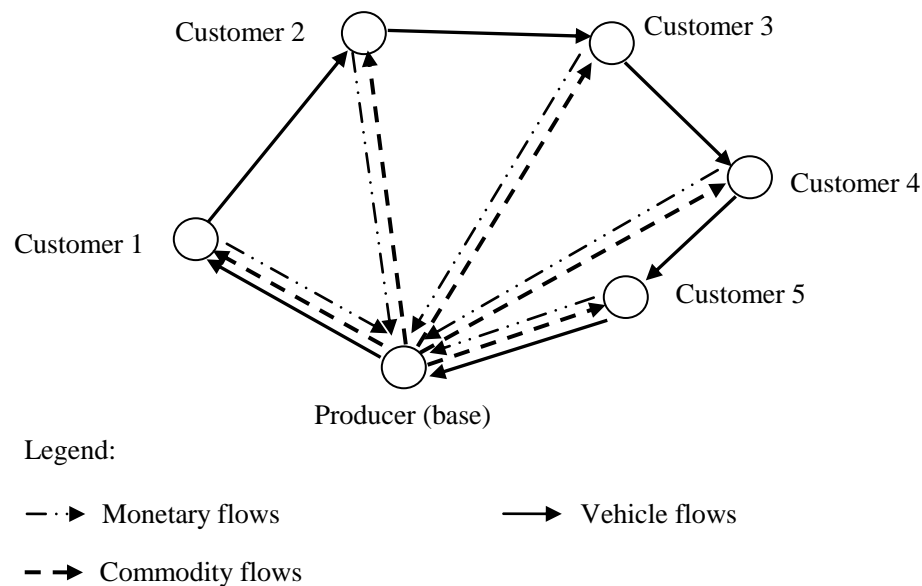 Customer 2
Customer 3
Customer 4
Customer 1
Customer 5
Producer (base)
Legend:
Monetary flows
Vehicle flows
Commodity flows